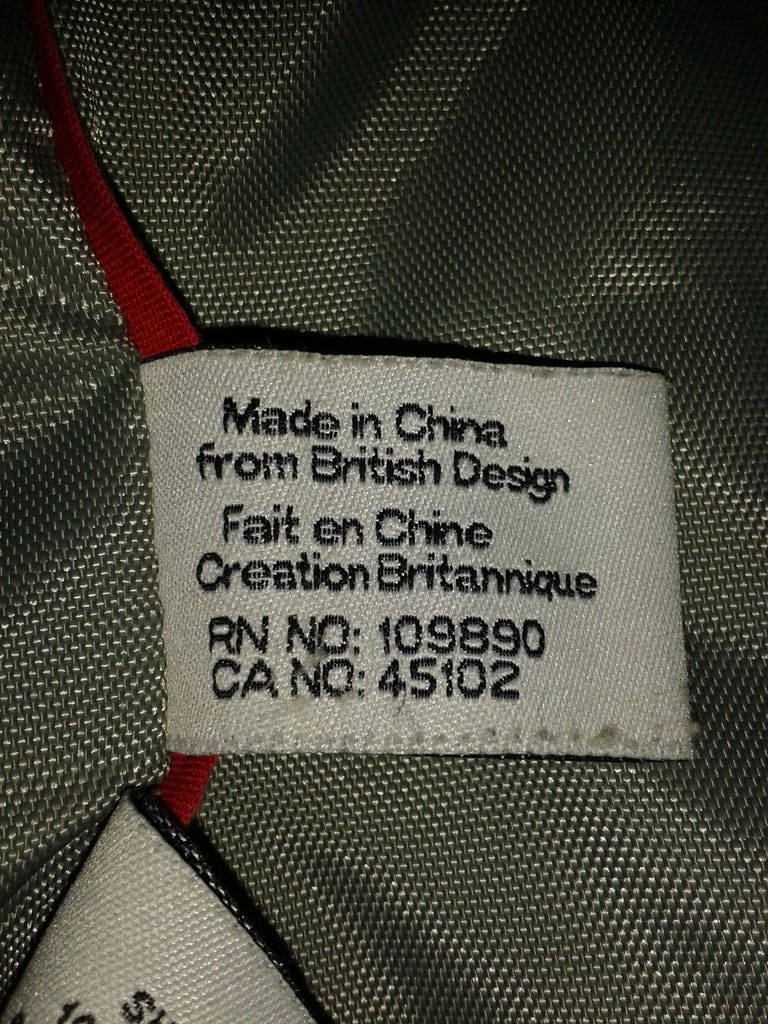 Made in China
from British Design
Fait en Chine
Creation Britannique
RN NO: 109890
CA NO: 45102